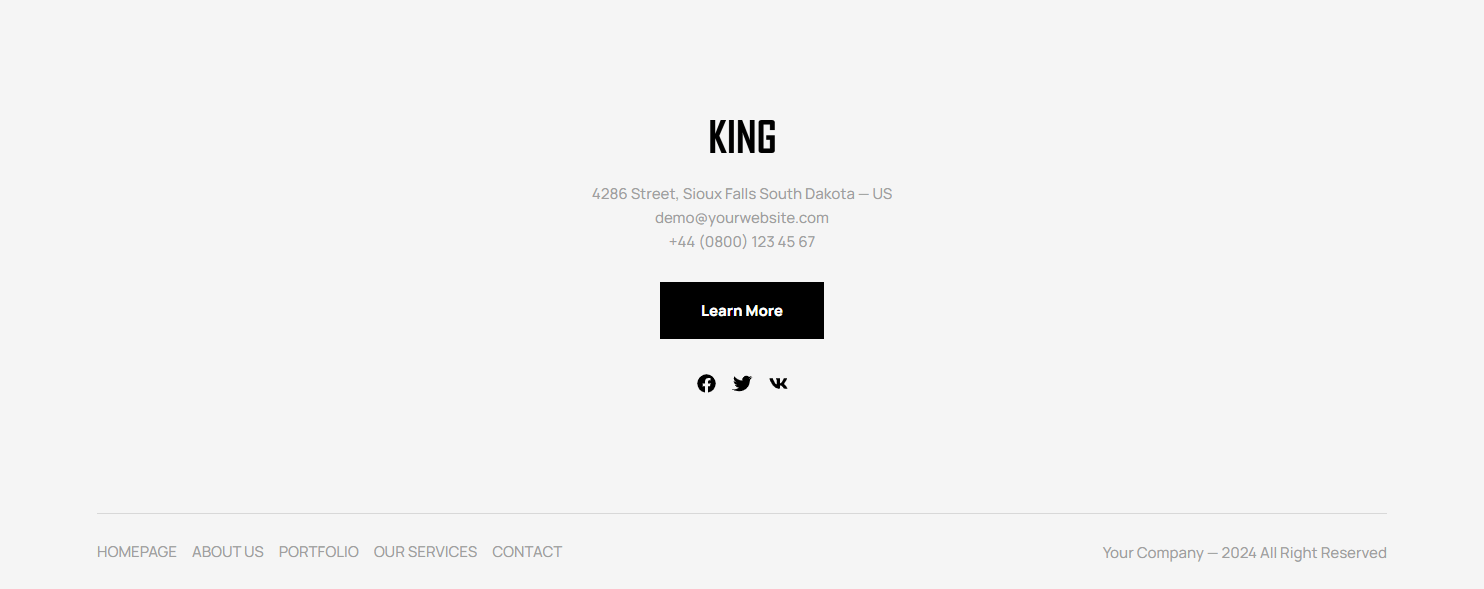 KING
4286 Street, Sioux Falls South Dakota — US
demo@yourwebsite.com
+44 (0800) 123 45 67
Learn More
HOMEPAGE ABOUT US PORTFOLIO OUR SERVICES CONTACT
Your Company — 2024 All Right Reserved